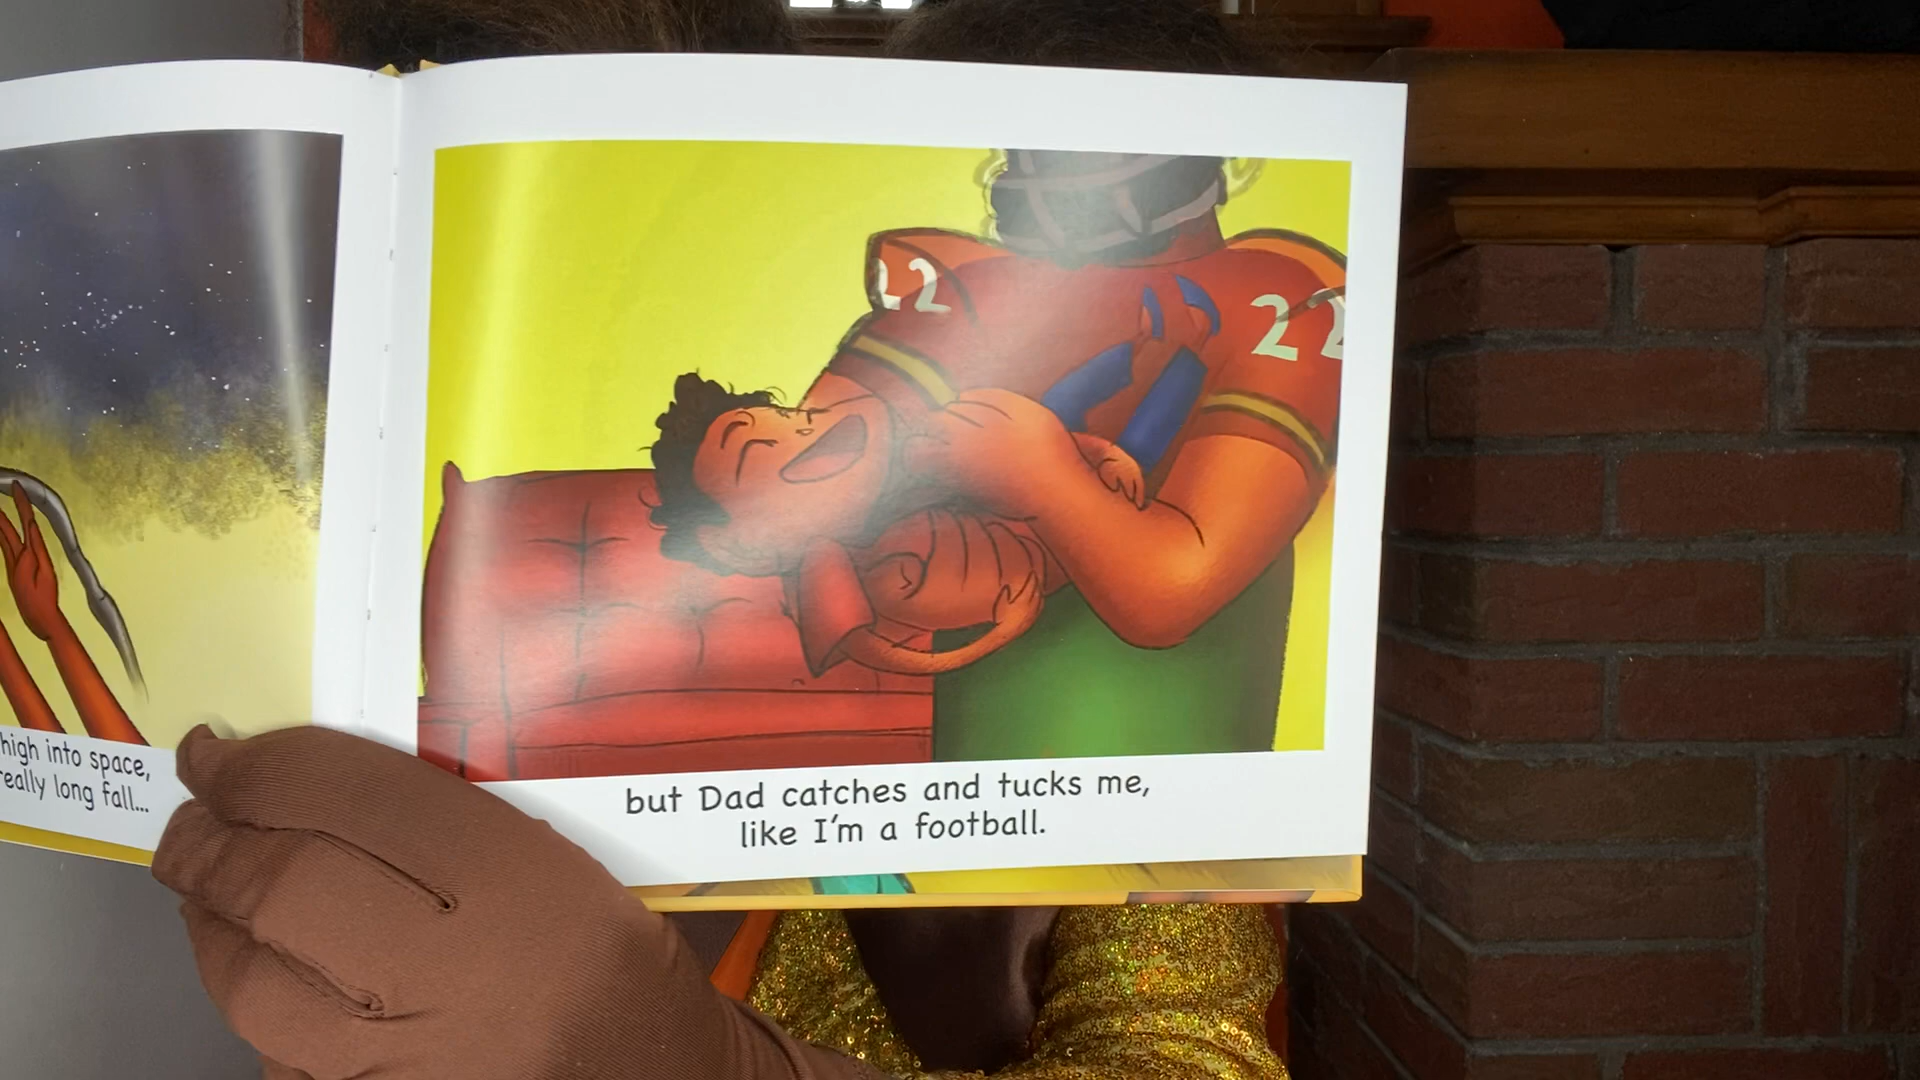 high into space,
really long fall...
22
22
but Dad catches and tucks me,
like I'm a football.